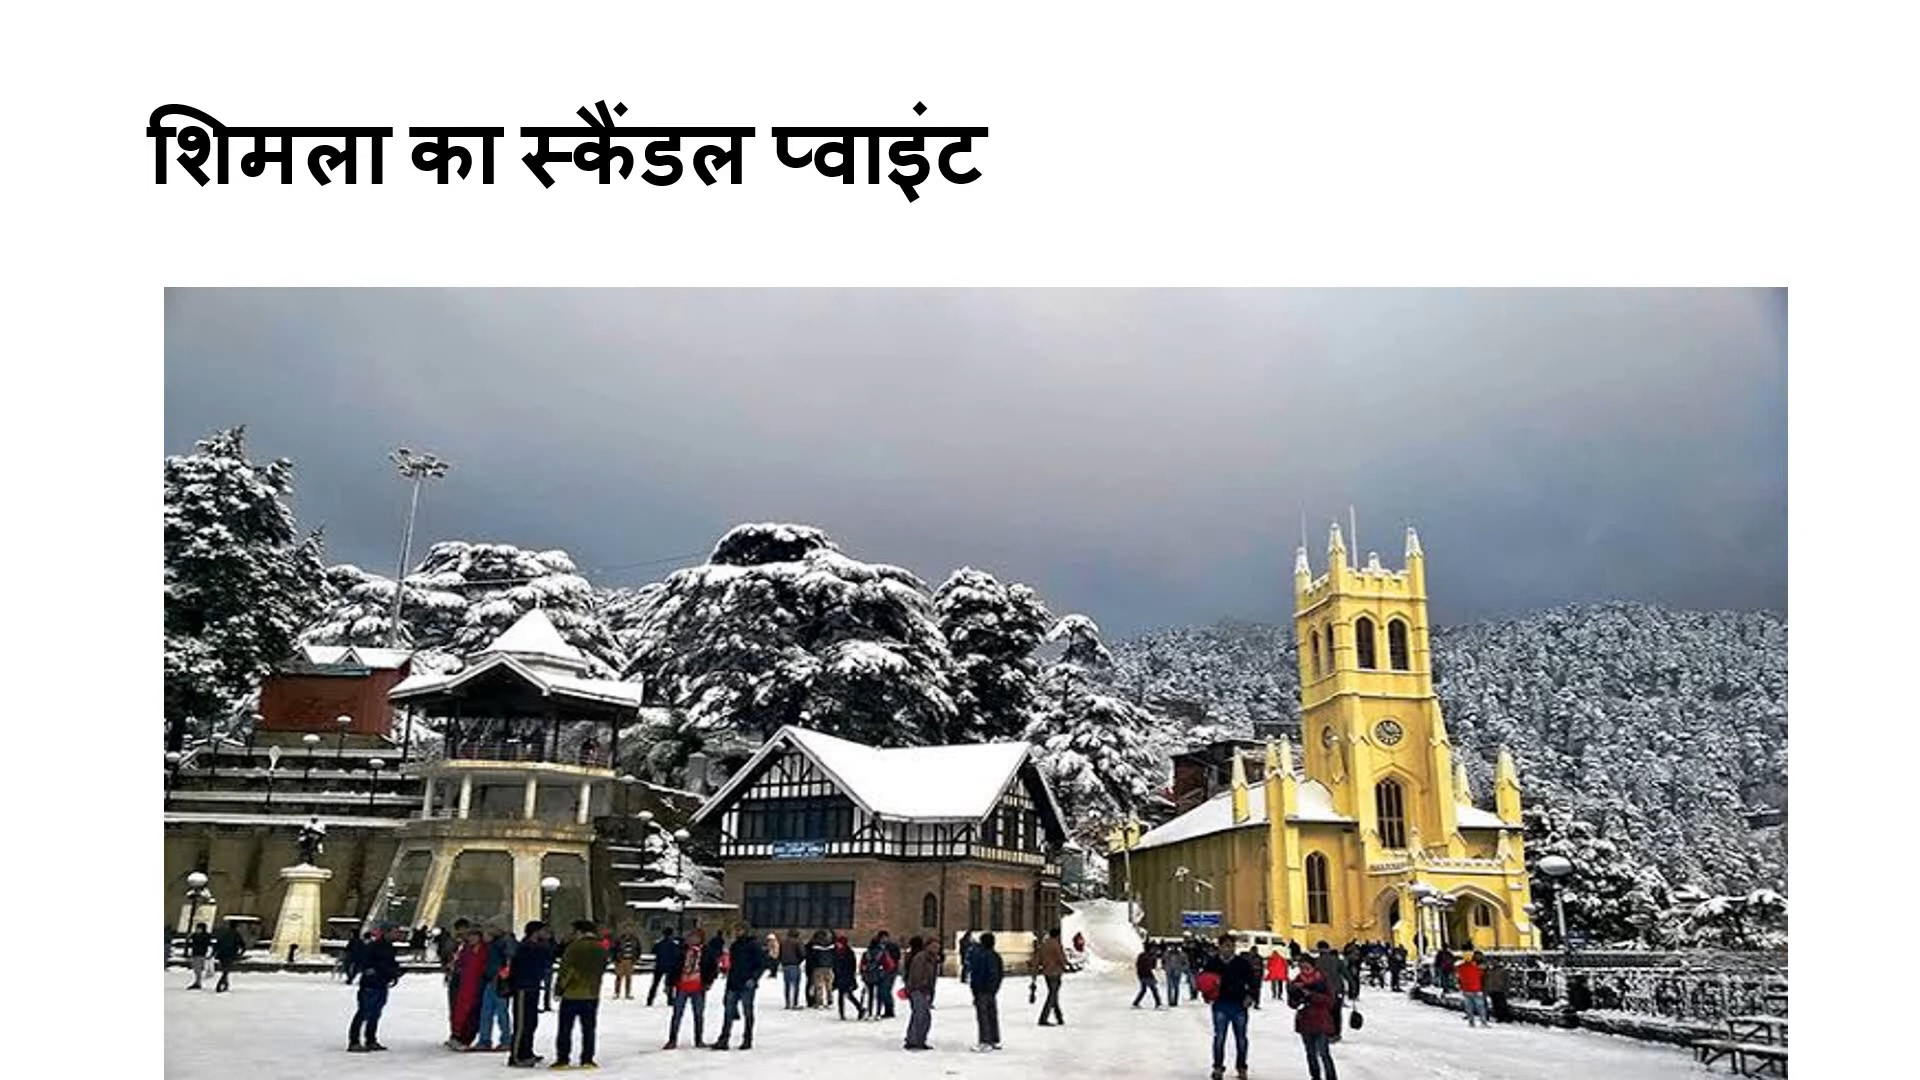 शिमला का स्कैंडल प्वाइंट